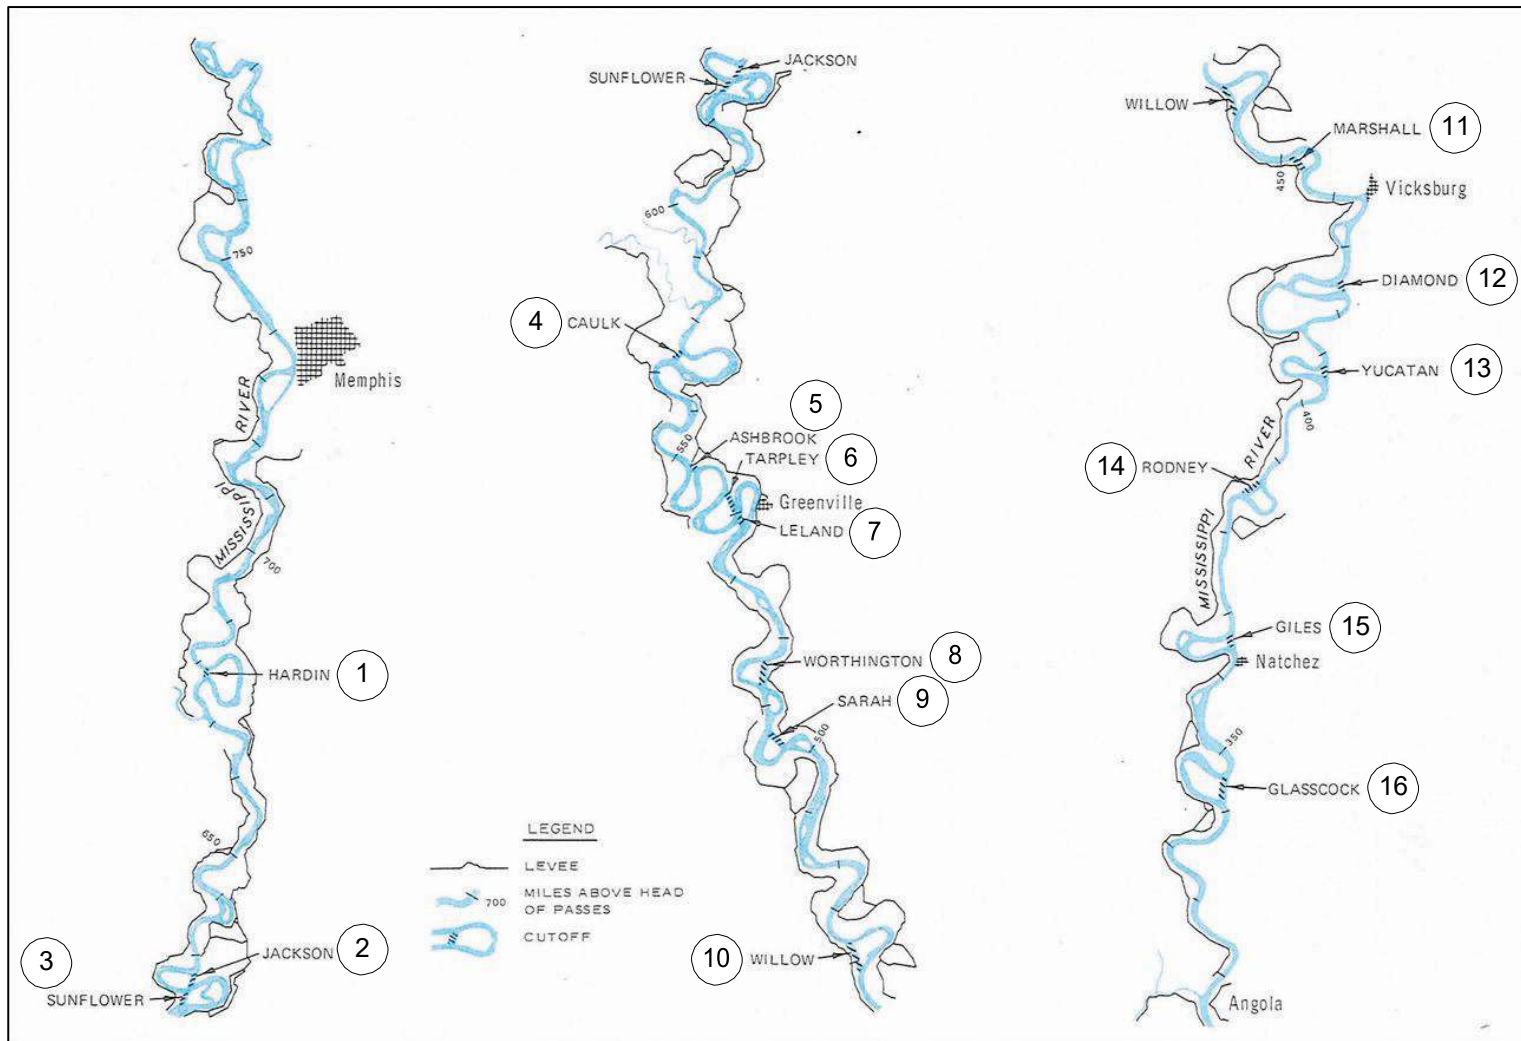 750
Memphis
RIVER
MISSISSIPPI
700
HARDIN
1
650
JACKSON
2
3
SUNFLOWER
JACKSON
SUNFLOWER
600
4
CAULK
5
550
ASHBROOK
TARPLEY
6
Greenville
LELAND
7
WORTHINGTON
8
SARAH
9
500
10
WILLOW
LEGEND
LEVEE
700
MILES ABOVE HEAD
OF PASSES
CUTOFF
WILLOW
MARSHALL
11
450
Vicksburg
DIAMOND
12
YUCATAN
13
400
RIVER
14
RODNEY
MISSISSIPPI
GILES
15
Natchez
350
GLASSCOCK
16
Angola